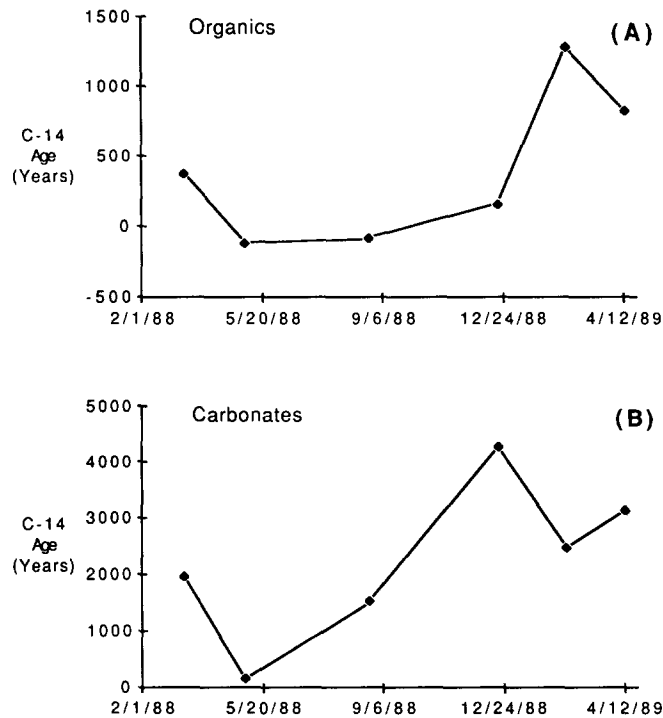 1500
Organics
(A)
1000
C-14
Age
(Years)
500
0
-500
2/1/88 5/20/88 9/6/88 12/24/88 4/12/89
5000
Carbonates
(B)
4000
C-14
Age
(Years)
3000
2000
1000
0
2/1/88 5/20/88 9/6/88 12/24/88 4/12/89